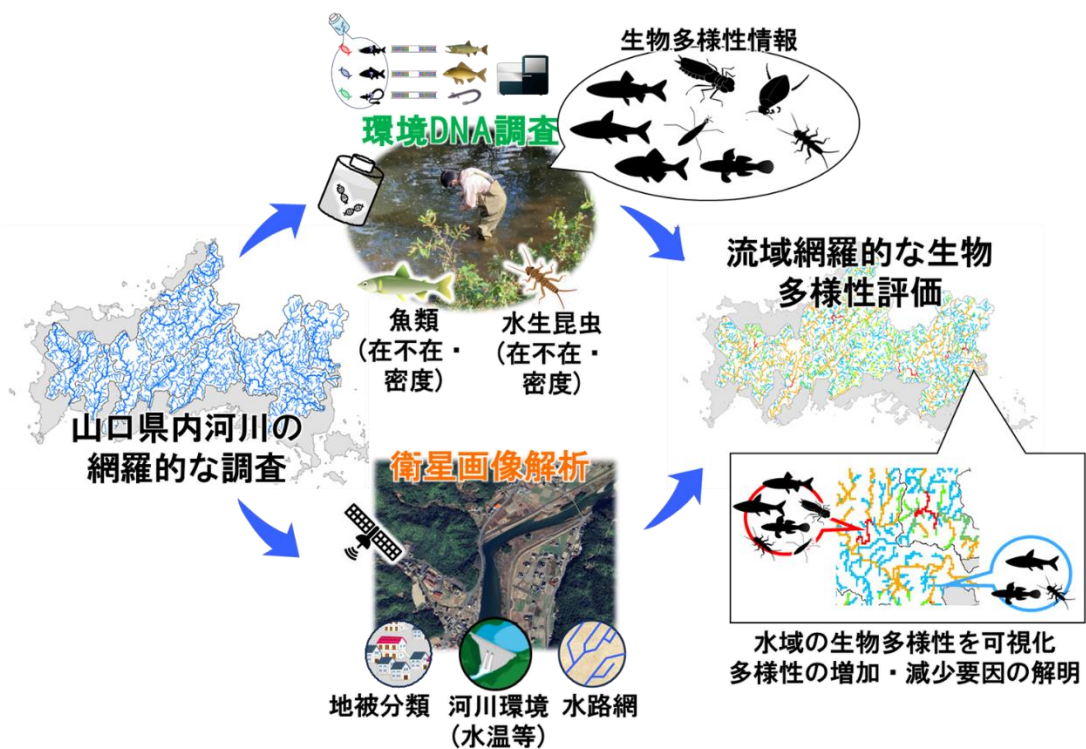 生物多様性情報
環境DNA調査
魚類
(在不在・
密度)
水生昆虫
(在不在・
密度)
山口県内河川の
網羅的な調査
衛星画像解析
地被分類
河川環境
(水温等)
水路網
流域網羅的な生物
多様性評価
水域の生物多様性を可視化
多様性の増加・減少要因の解明